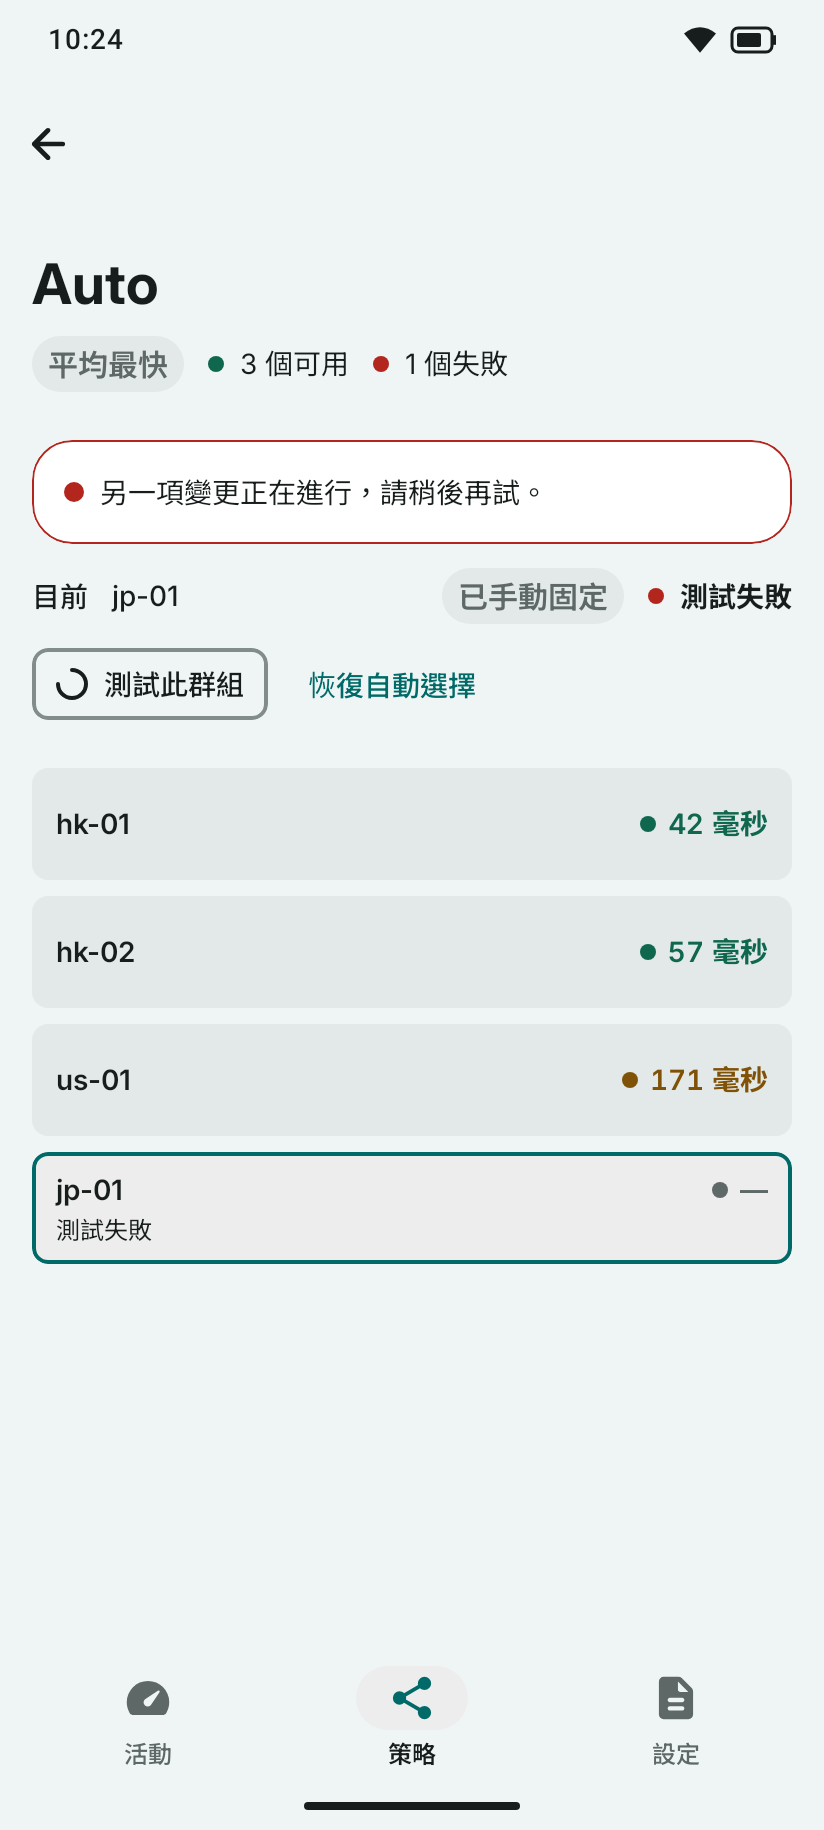 10:24
Auto
平均最快 3 個可用 1 個失敗
另一項變更正在進行，請稍後再試。
目前 jp-01 已手動固定 測試失敗
測試此群組 恢復自動選擇
hk-01 42 毫秒
hk-02 57 毫秒
us-01 171 毫秒
jp-01 —
測試失敗
活動 策略 設定